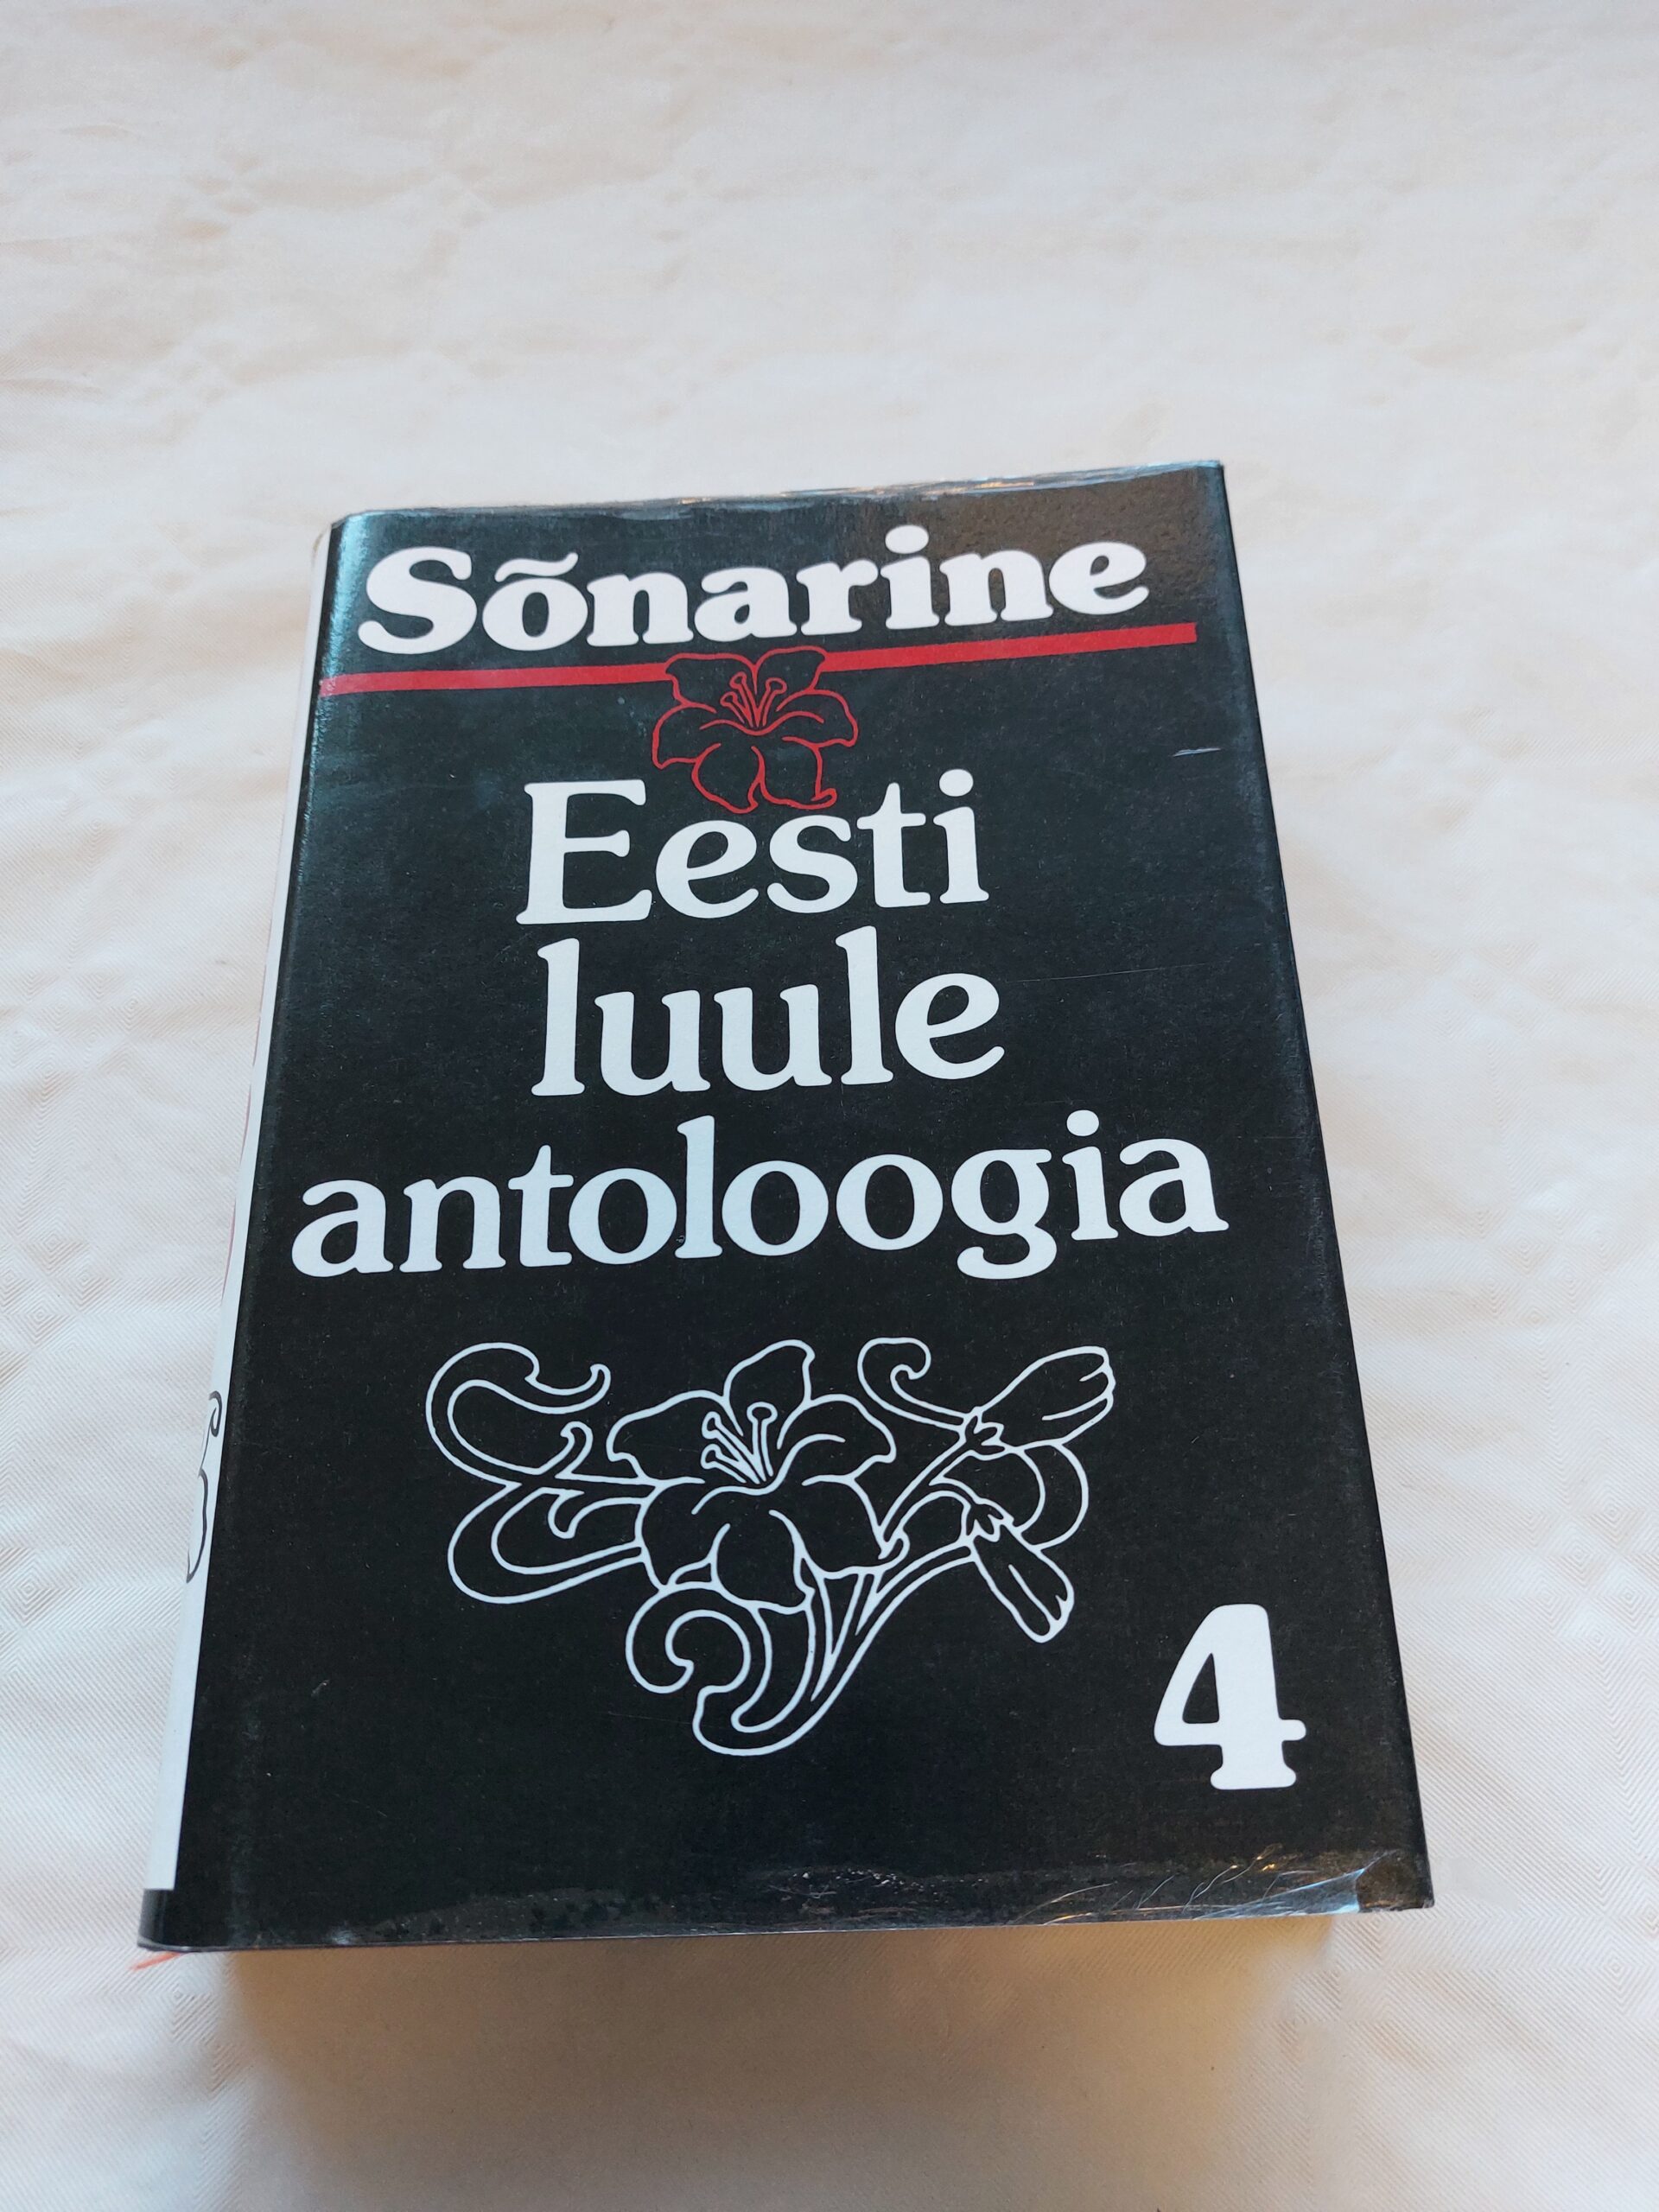 Sõnarine
Eesti
luule
antoloogia
4